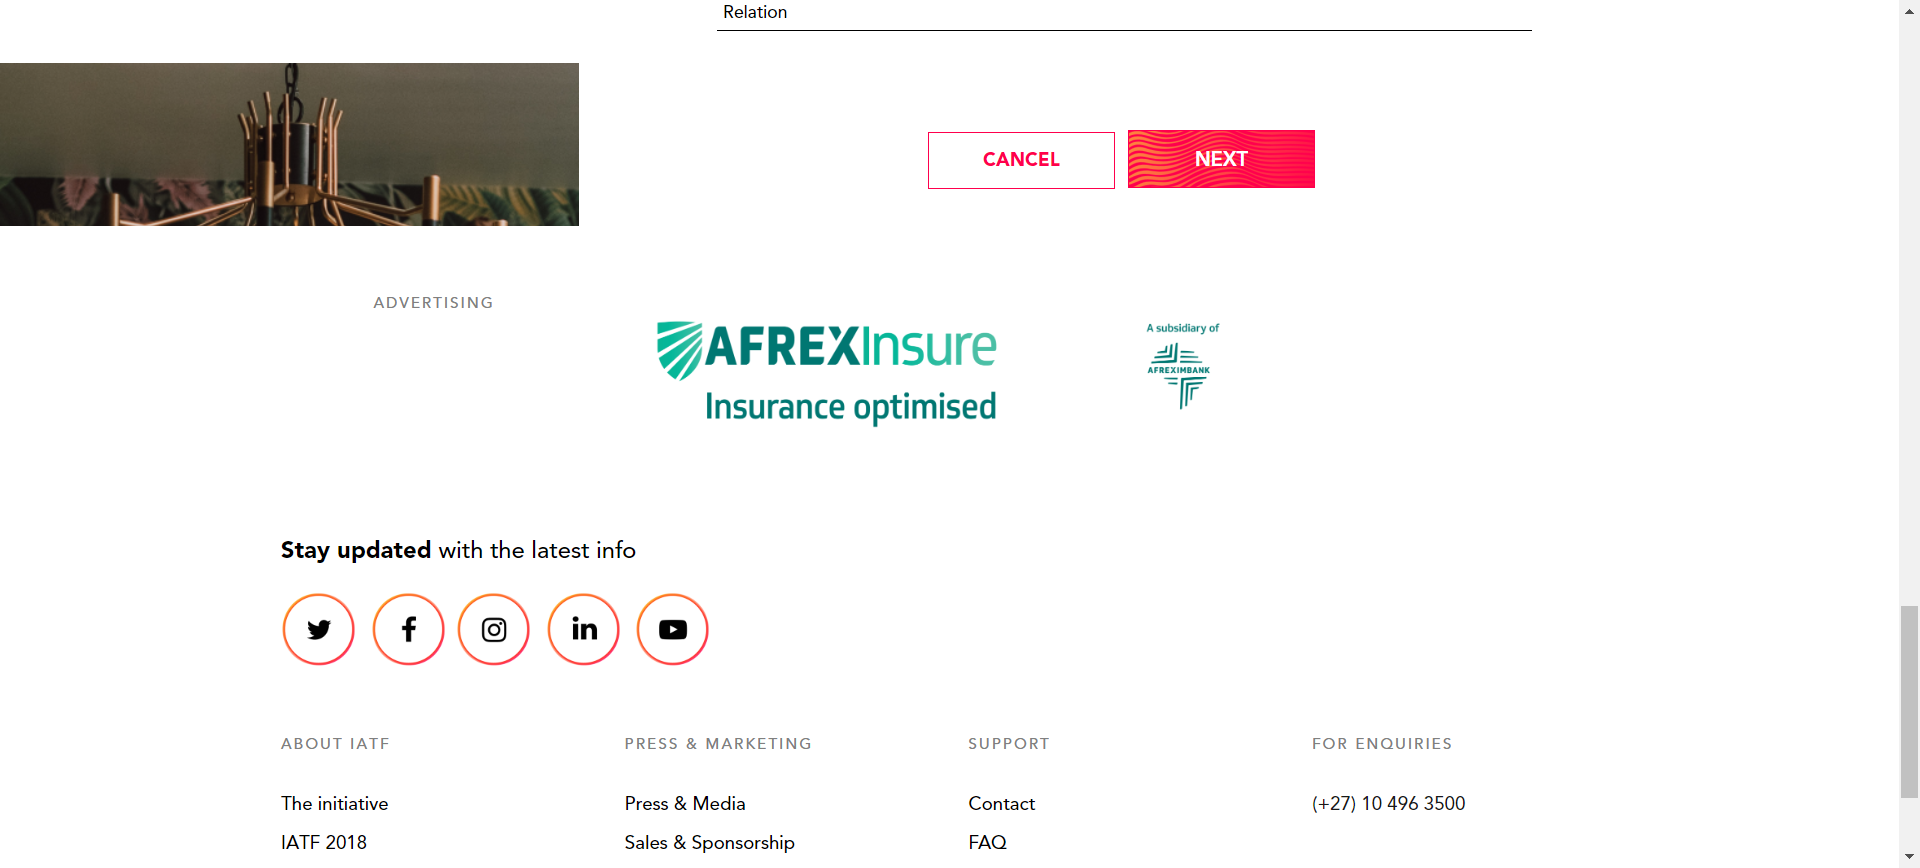 Relation
CANCEL
NEXT
ADVERTISING
AFREXInsure
Insurance optimised
A subsidiary of
AFREXIMBANK
Stay updated with the latest info
ABOUT IATF
The initiative
IATF 2018
PRESS & MARKETING
Press & Media
Sales & Sponsorship
SUPPORT
Contact
FAQ
FOR ENQUIRIES
(+27) 10 496 3500